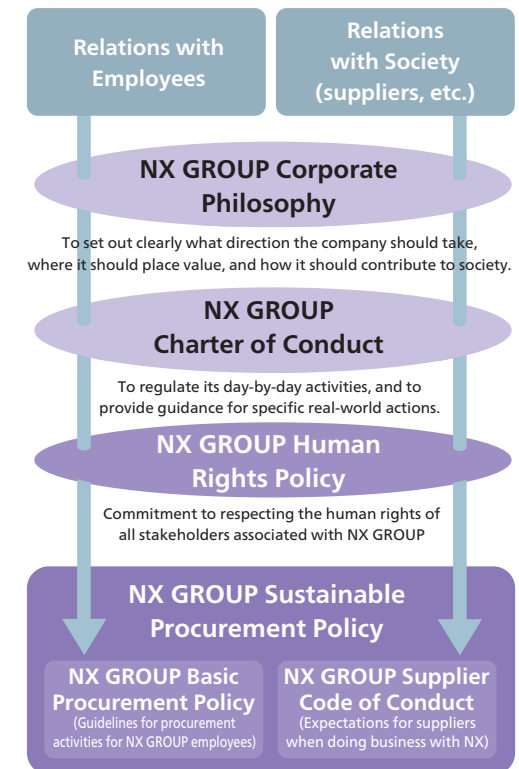 Relations with
Employees
Relations
with Society
(suppliers, etc.)
NX GROUP Corporate
Philosophy
To set out clearly what direction the company should take,
where it should place value, and how it should contribute to society.
NX GROUP
Charter of Conduct
To regulate its day-by-day activities, and to
provide guidance for specific real-world actions.
NX GROUP Human
Rights Policy
Commitment to respecting the human rights of
all stakeholders associated with NX GROUP
NX GROUP Sustainable
Procurement Policy
NX GROUP Basic
Procurement Policy
(Guidelines for procurement
activities for NX GROUP employees)
NX GROUP Supplier
Code of Conduct
(Expectations for suppliers
when doing business with NX)